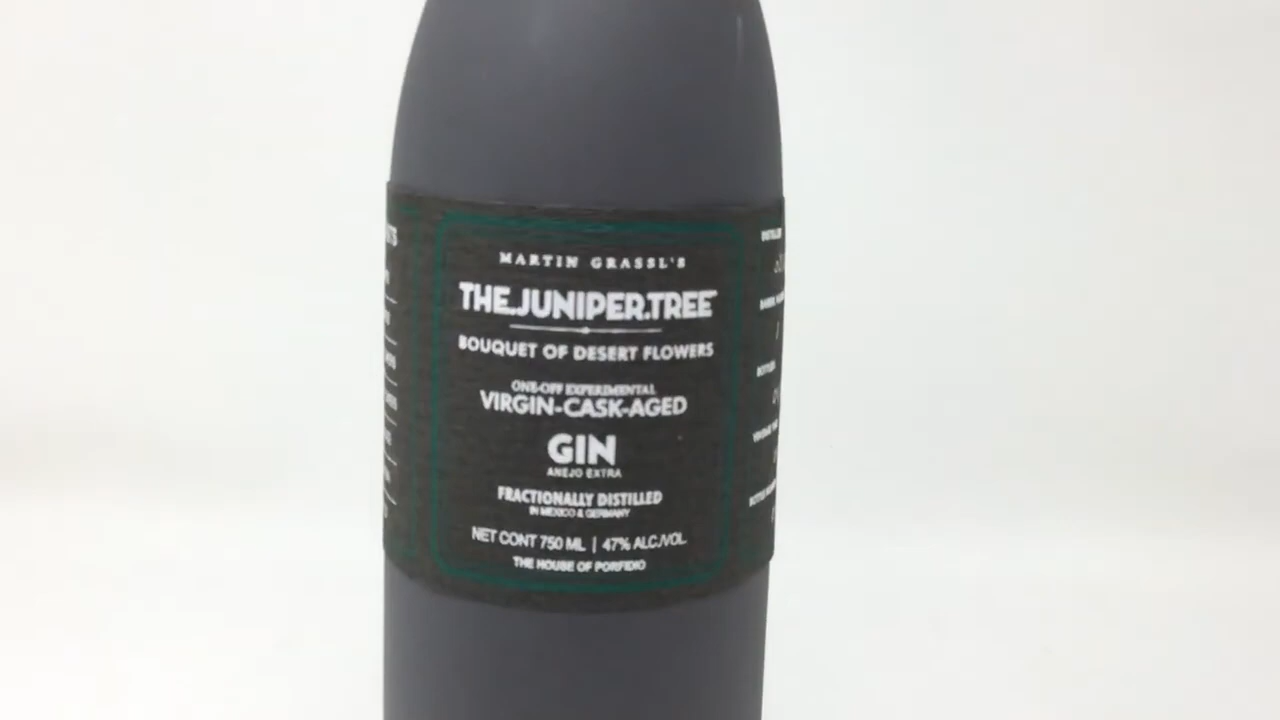 MARTIN GRASSL'S
THE.JUNIPER.TREE
BOUQUET OF DESERT FLOWERS
ONE-OFF EXPERIMENTAL
VIRGIN-CASK-AGED
GIN
ANEJO EXTRA
FRACTIONALLY DISTILLED
IN MEXICO & GERMANY
NET CONT 750 ML | 47% ALC./VOL.
THE HOUSE OF PORFIDIO
BOTTLES